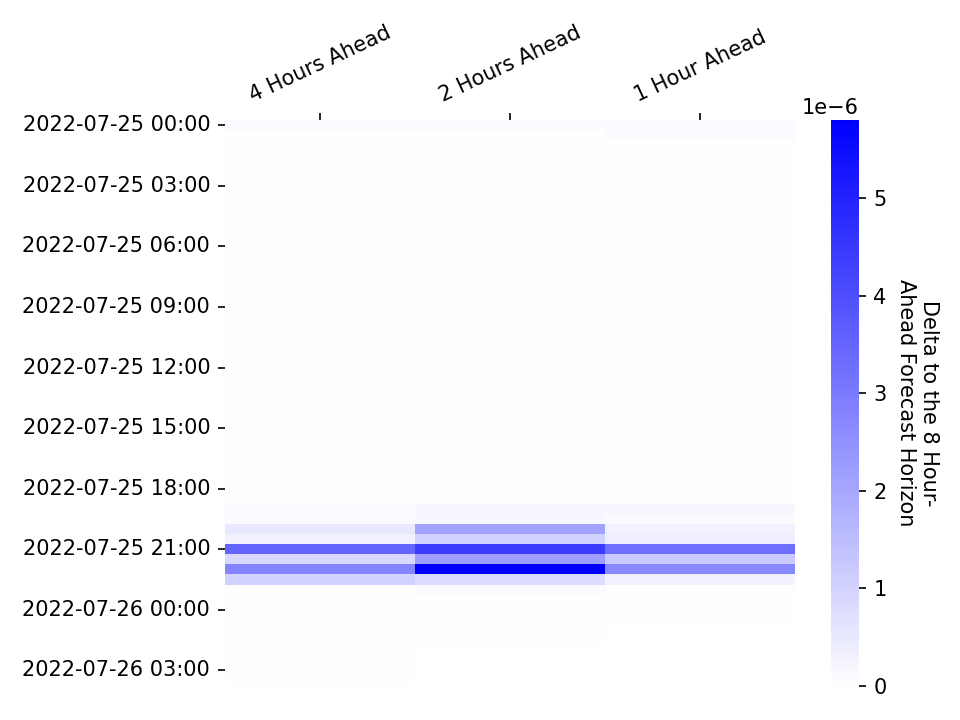 4 Hours Ahead
2 Hours Ahead
1 Hour Ahead
2022-07-25 00:00
2022-07-25 03:00
2022-07-25 06:00
2022-07-25 09:00
2022-07-25 12:00
2022-07-25 15:00
2022-07-25 18:00
2022-07-25 21:00
2022-07-26 00:00
2022-07-26 03:00
1e−6
5
4
3
2
1
0
Delta to the 8 Hour-
Ahead Forecast Horizon